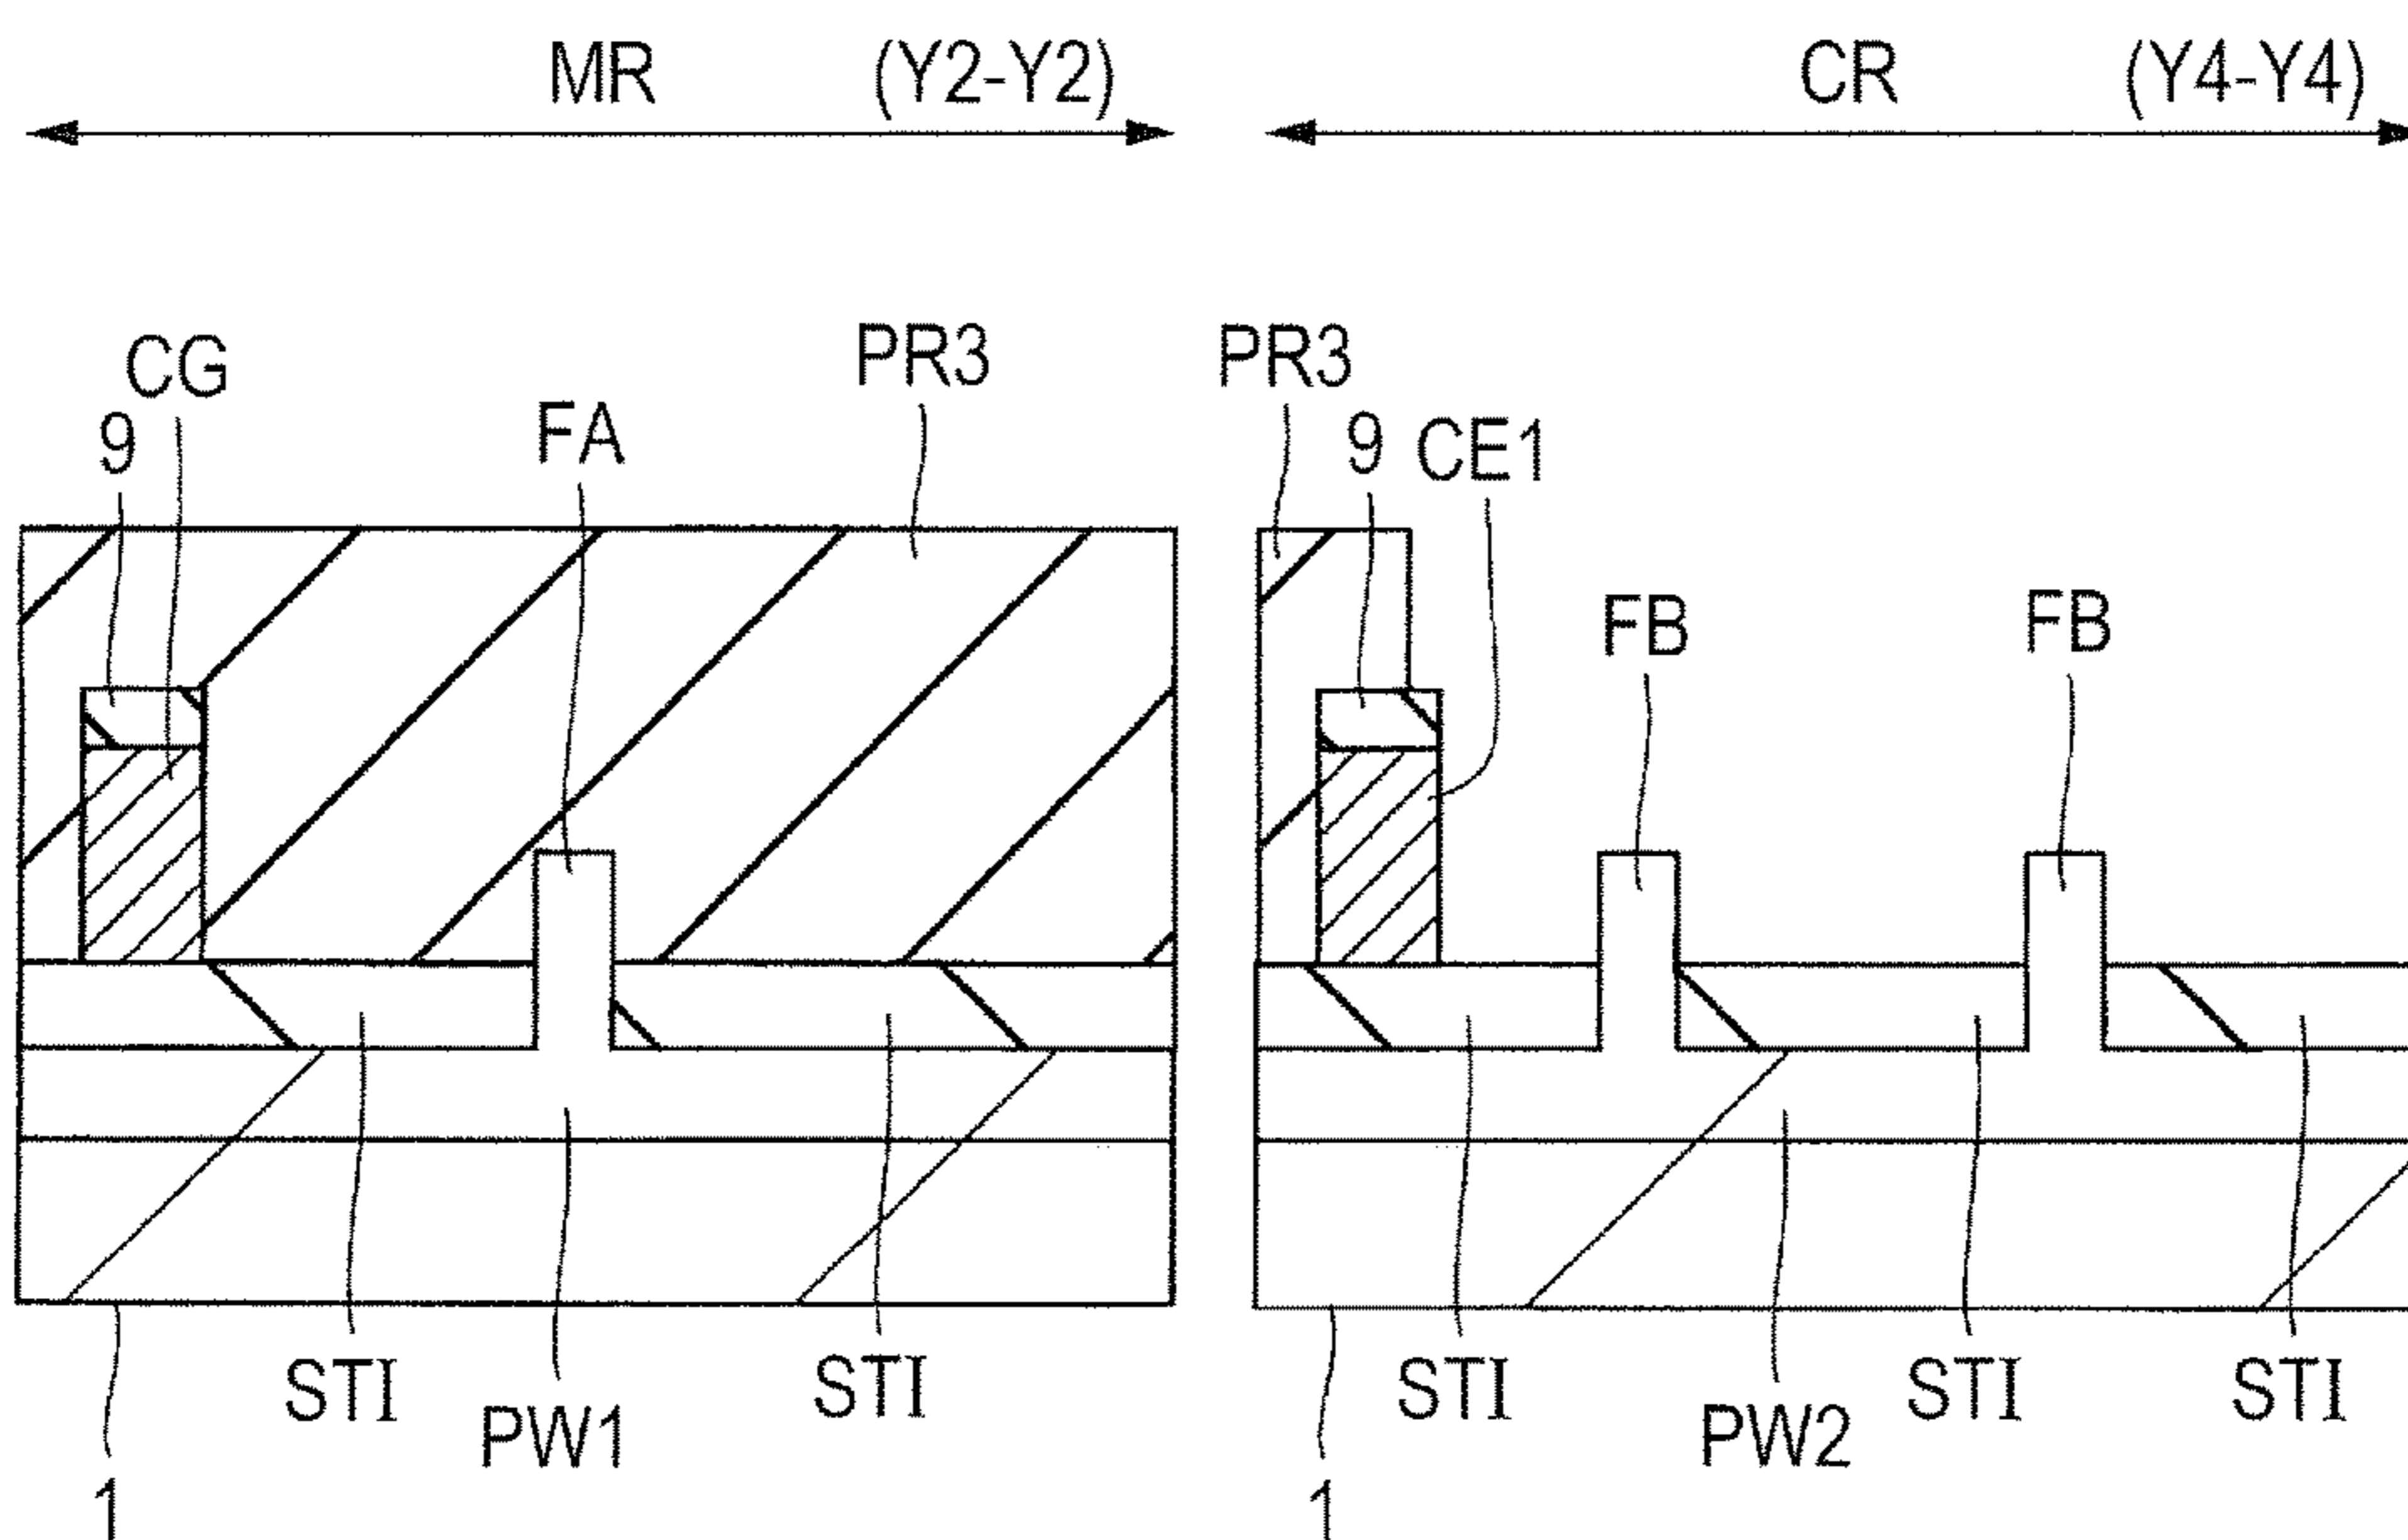 MR (Y2-Y2) CR (Y4-Y4)
CG PR3 PR3
9 FA 9 CE1
FB FB
STI STI STI STI STI
PW1 PW2
1 1